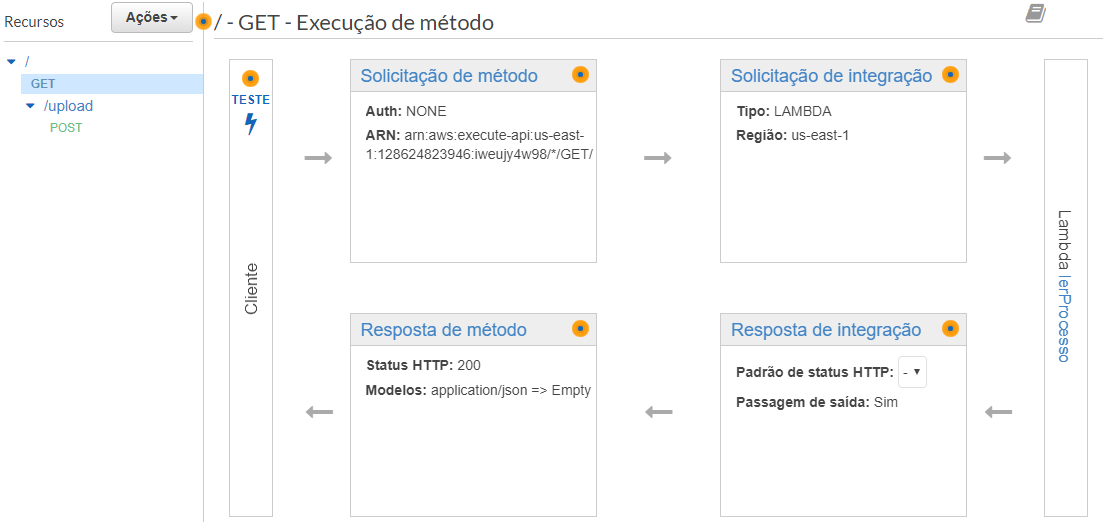 Recursos
Ações
/ - GET - Execução de método
/
GET
/upload
POST
TESTE
Cliente
Solicitação de método
Auth: NONE
ARN: arn:aws:execute-api:us-east-
1:128624823946:iweujy4w98/*/GET/
Solicitação de integração
Tipo: LAMBDA
Região: us-east-1
Lambda lerProcesso
Resposta de método
Status HTTP: 200
Modelos: application/json => Empty
Resposta de integração
Padrão de status HTTP: -
Passagem de saída: Sim